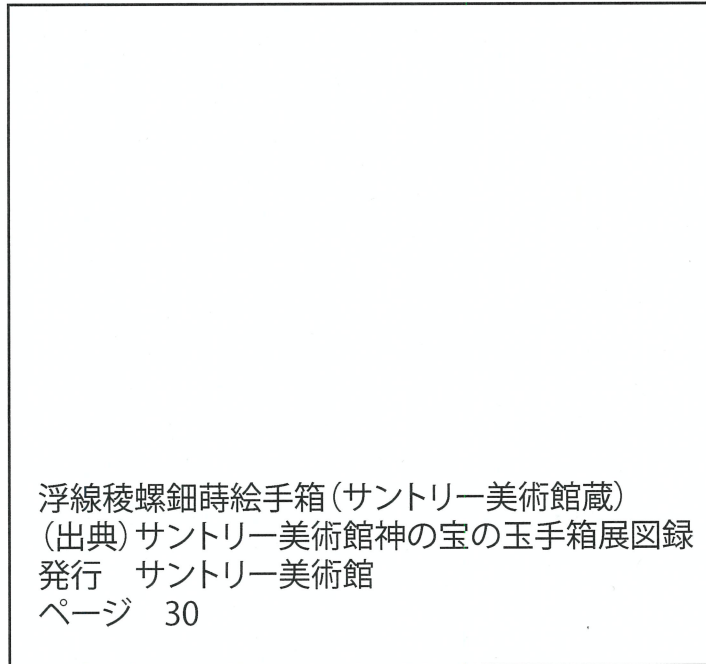 浮線稜螺鈿蒔絵手箱（サントリー美術館蔵）
（出典）サントリー美術館神の宝の玉手箱展図録
発行　サントリー美術館
ページ　30